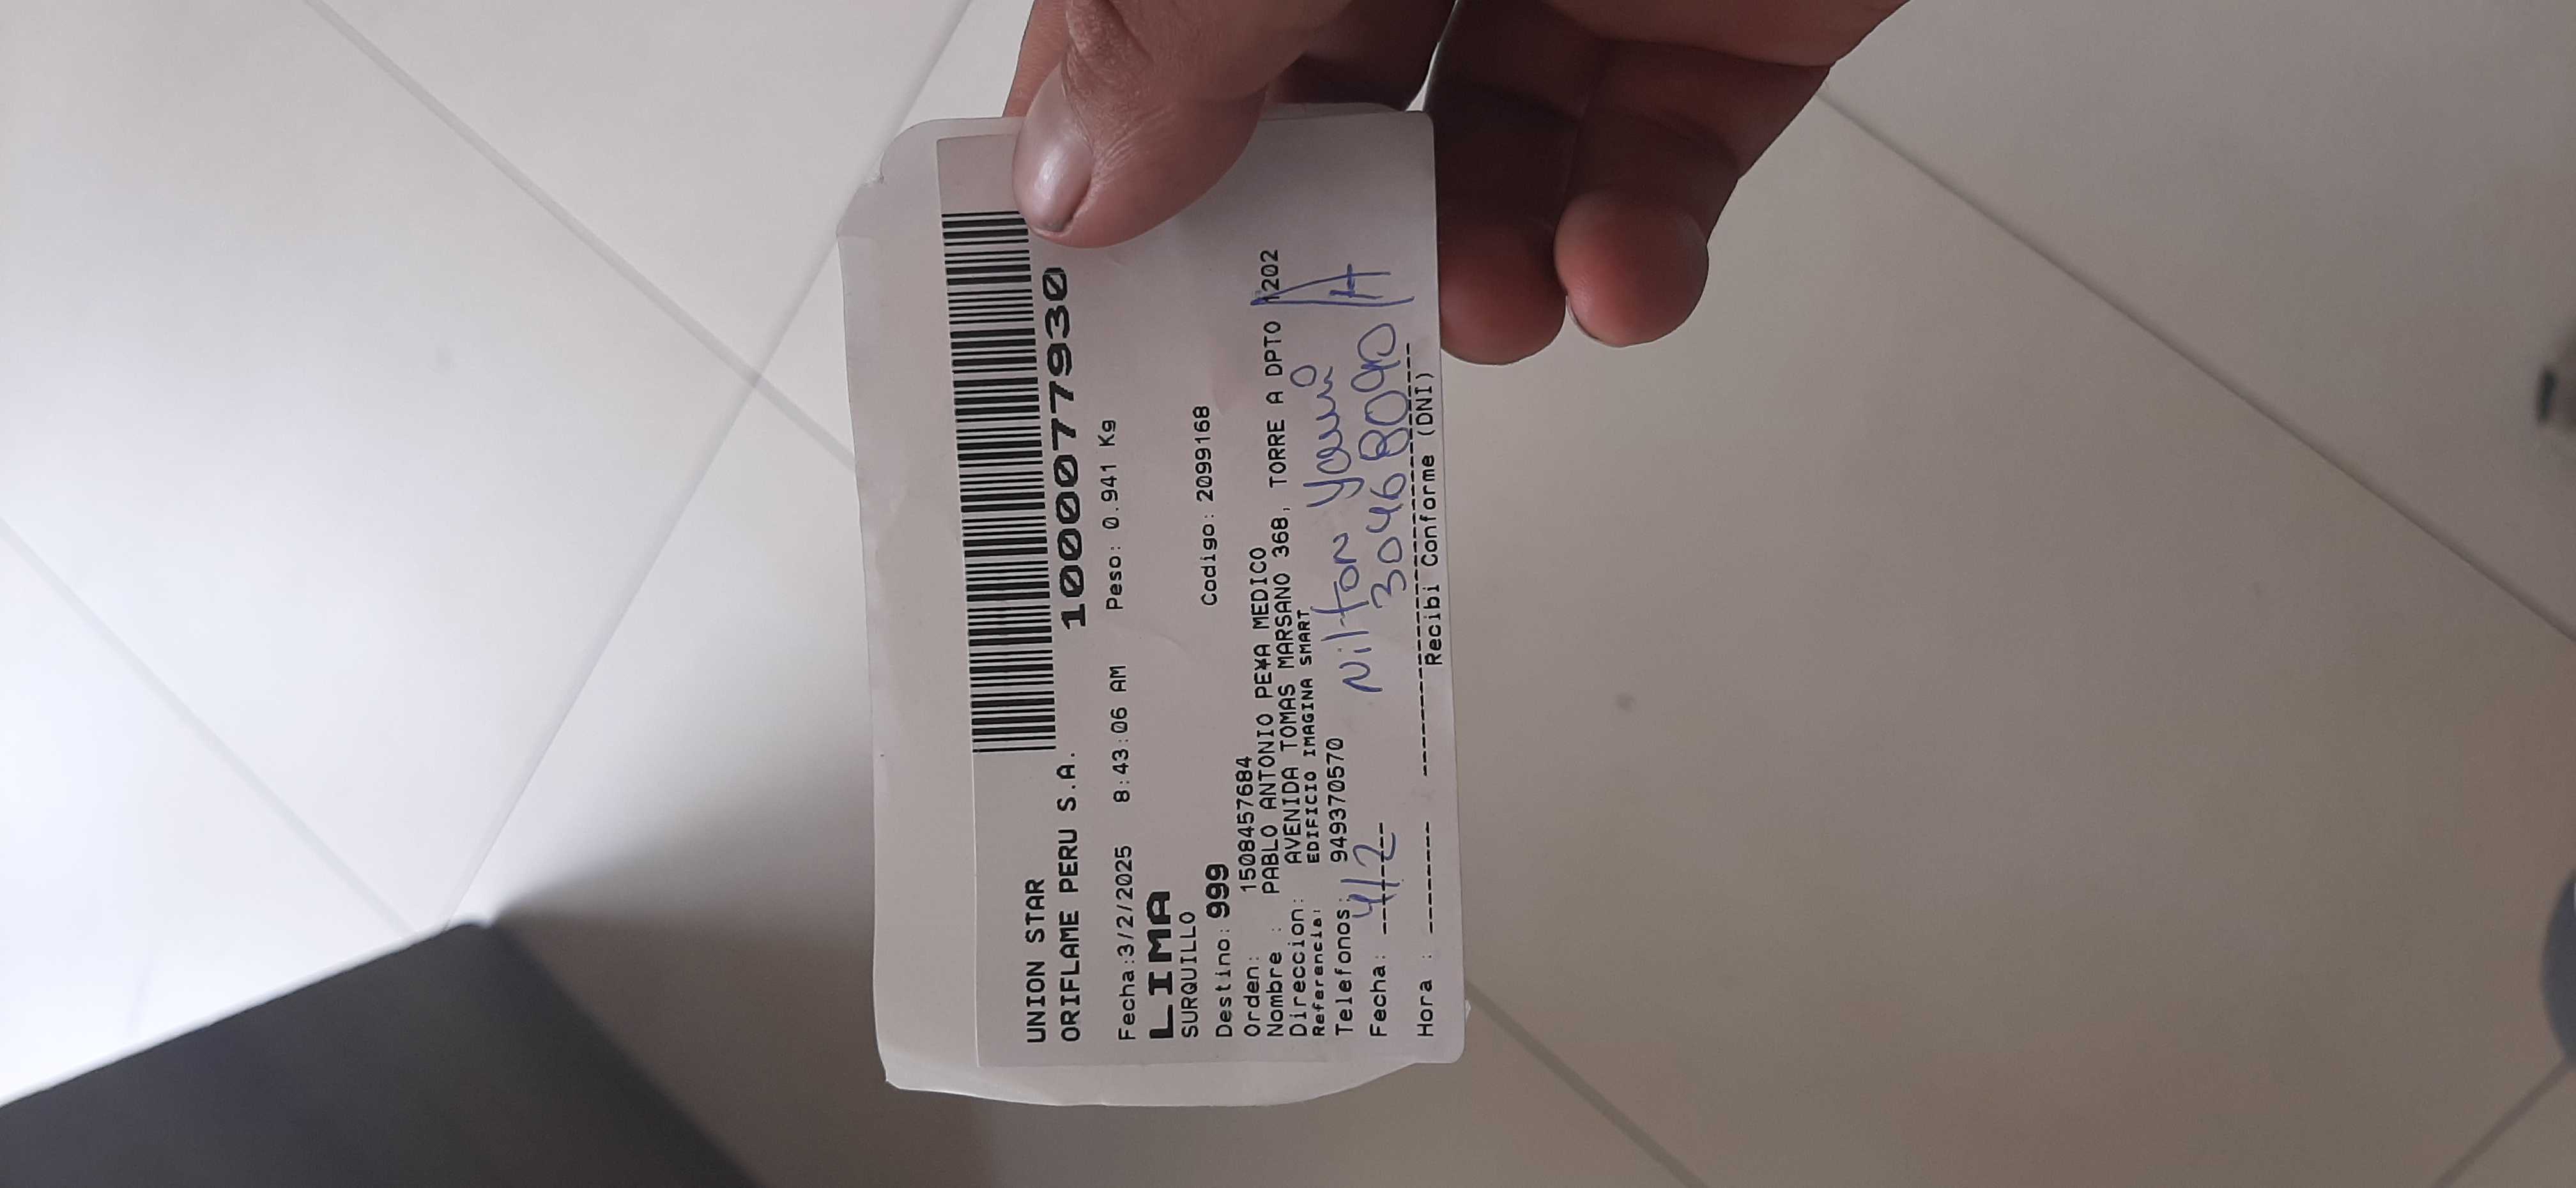 UNION STAR
ORIFLAME PERU S.A. 1000077930
Fecha:3/2/2025 8:43:06 AM Peso: 0.941 Kg
LIMA
SURQUILLO
Destino: 999 Codigo: 2099168
Orden: 1508457684
Nombre : PABLO ANTONIO PE¥A MEDICO
Direccion: AVENIDA TOMAS MARSANO 368, TORRE A DPTO 1202
Referencia: EDIFICIO IMAGINA SMART
Telefonos: 949370570 Nilton
Fecha: 4/2 30468090
Hora :
Recibi Conforme (DNI)